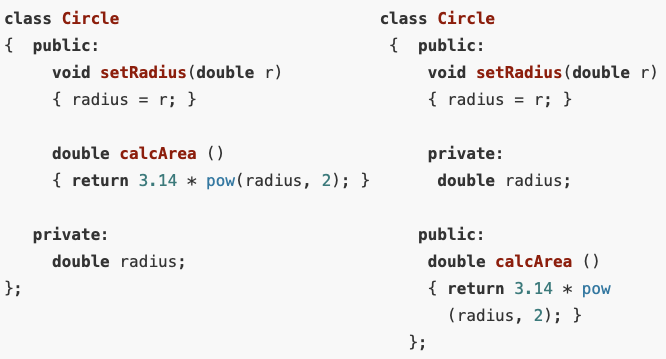 class Circle
{  public:
     void setRadius(double r)
     { radius = r; }

     double calcArea ()
     { return 3.14 * pow(radius, 2); }

   private:
     double radius;
};

class Circle
 {  public:
     void setRadius(double r)
     { radius = r; }

     private:
      double radius;

    public:
     double calcArea ()
     { return 3.14 * pow
       (radius, 2); }
   };